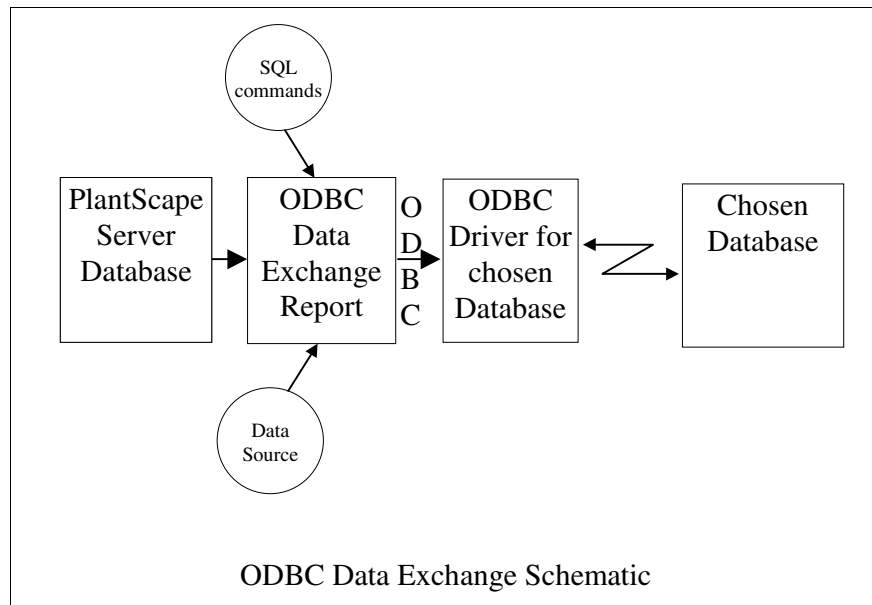 SQL
commands
PlantScape
Server
Database
ODBC
Data
Exchange
Report
O
D
B
C
ODBC
Driver for
chosen
Database
Chosen
Database
Data
Source
ODBC Data Exchange Schematic